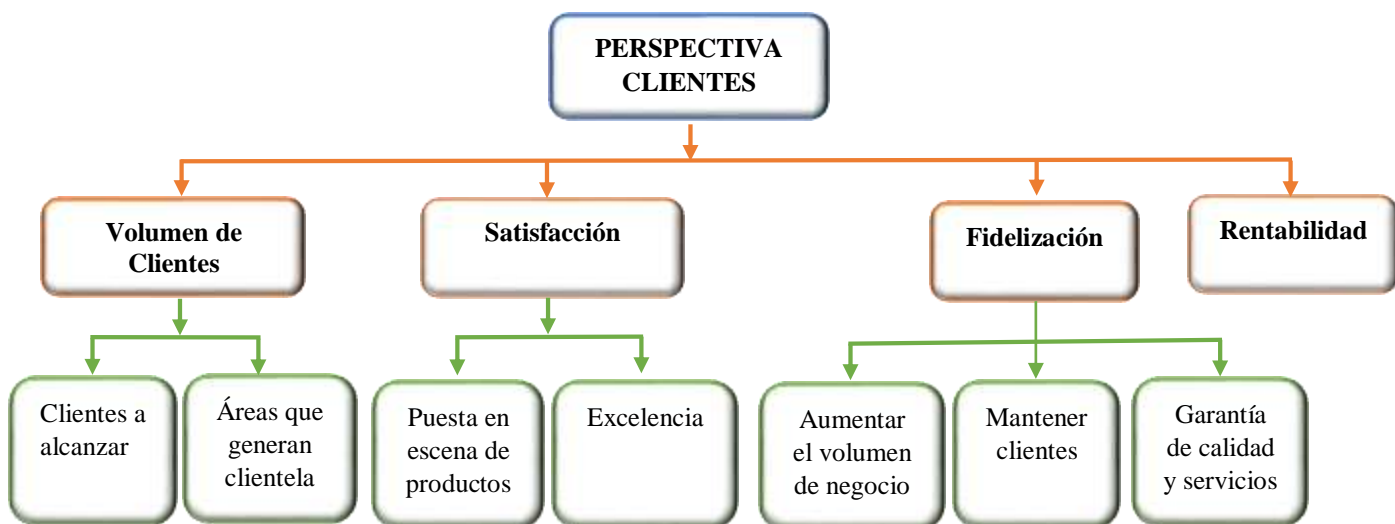 PERSPECTIVA
CLIENTES
Volumen de
Clientes
Satisfacción
Fidelización
Rentabilidad
Clientes a
alcanzar
Áreas que
generan
clientela
Puesta en
escena de
productos
Excelencia
Aumentar
el volumen
de negocio
Mantener
clientes
Garantía
de calidad
y servicios